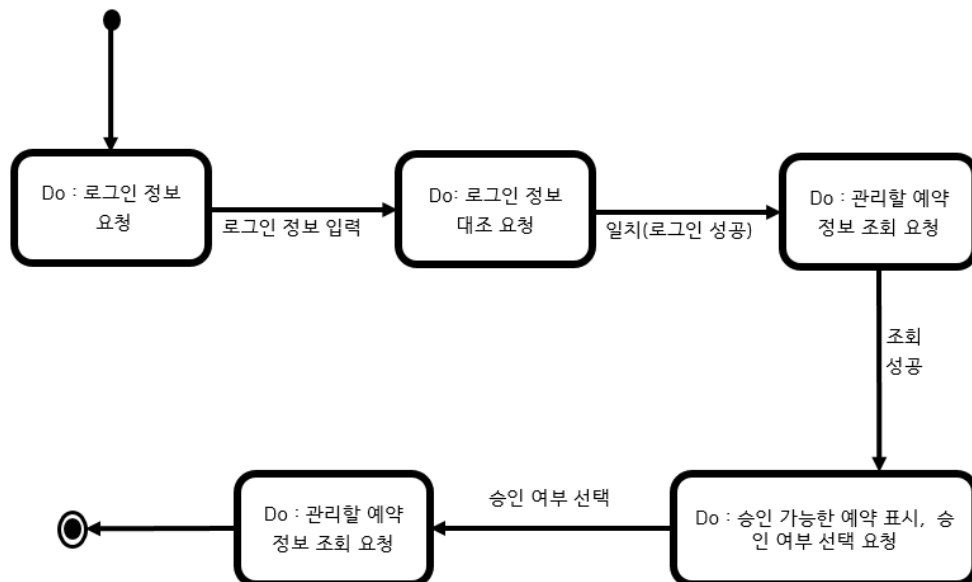 Do : 로그인 정보
요청
로그인 정보 입력
Do: 로그인 정보
대조 요청
일치(로그인 성공)
Do : 관리할 예약
정보 조회 요청
조회
성공
Do : 승인 가능한 예약 표시, 승
인 여부 선택 요청
승인 여부 선택
Do : 관리할 예약
정보 조회 요청